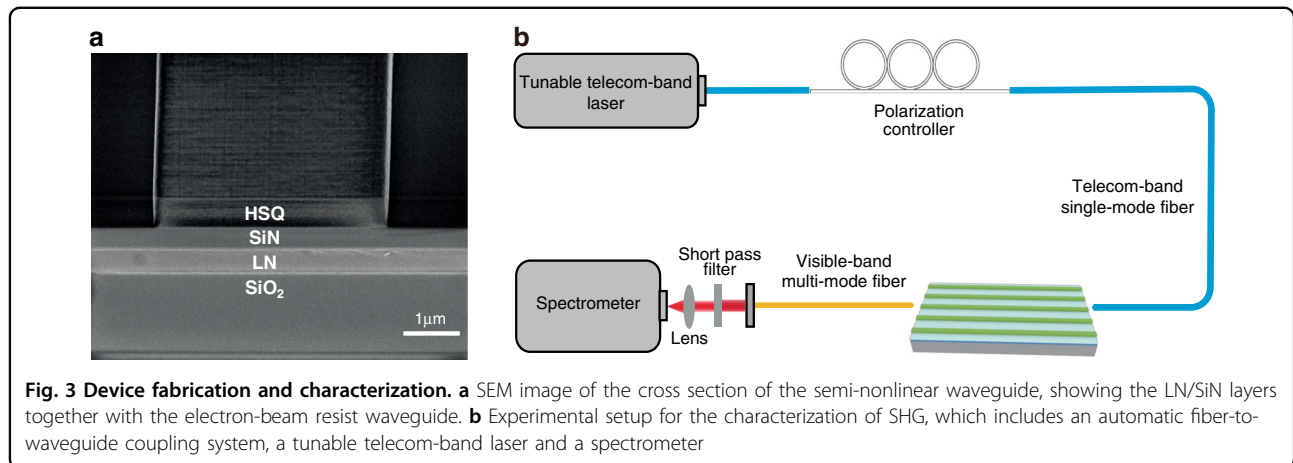 a
HSQ
SiN
LN
SiO₂
1μm
b
Tunable telecom-band
laser
Polarization
controller
Telecom-band
single-mode fiber
Visible-band
multi-mode fiber
Short pass
filter
Lens
Spectrometer
Fig. 3 Device fabrication and characterization. a SEM image of the cross section of the semi-nonlinear waveguide, showing the LN/SiN layers
together with the electron-beam resist waveguide. b Experimental setup for the characterization of SHG, which includes an automatic fiber-to-
waveguide coupling system, a tunable telecom-band laser and a spectrometer